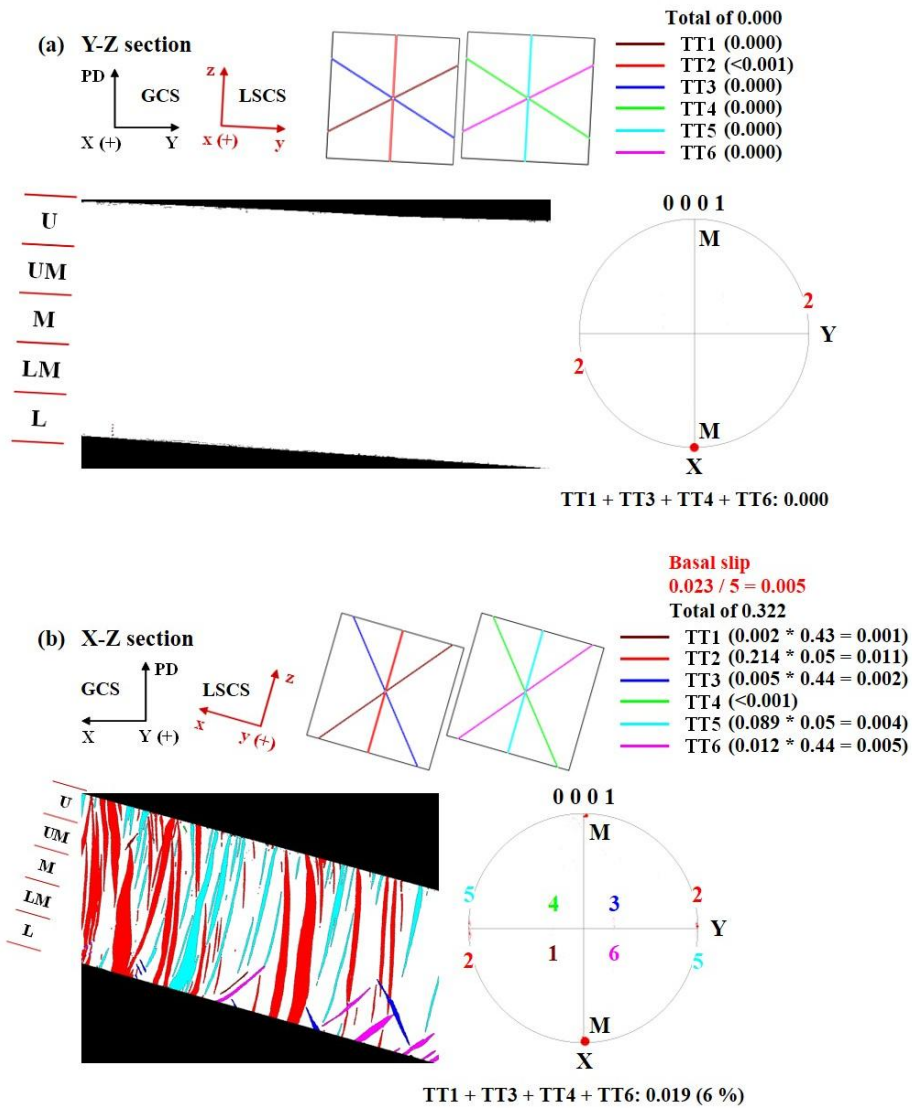 (a) Y-Z section
PD
GCS
X (+)
Y
z
LSCS
x (+)
y
Total of 0.000
TT1 (0.000)
TT2 (<0.001)
TT3 (0.000)
TT4 (0.000)
TT5 (0.000)
TT6 (0.000)
U
UM
M
LM
L
0 0 0 1
M
2
Y
2
M
X
TT1 + TT3 + TT4 + TT6: 0.000
(b) X-Z section
GCS
PD
X
Y (+)
LSCS
z
x
y (+)
Basal slip
0.023 / 5 = 0.005
Total of 0.322
TT1 (0.002 * 0.43 = 0.001)
TT2 (0.214 * 0.05 = 0.011)
TT3 (0.005 * 0.44 = 0.002)
TT4 (<0.001)
TT5 (0.089 * 0.05 = 0.004)
TT6 (0.012 * 0.44 = 0.005)
U
UM
M
LM
L
0 0 0 1
M
5
2
4
3
Y
1
6
2
5
M
X
TT1 + TT3 + TT4 + TT6: 0.019 (6 %)